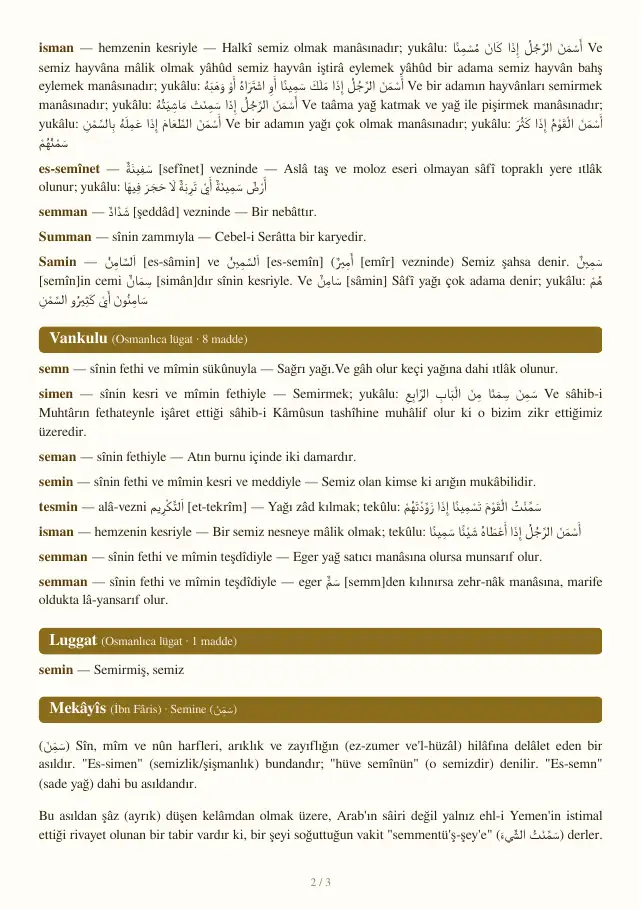 isman — hemzenin kesriyle — Halkî semiz olmak manâsınadır; yukâlu: أَسْمَنَ الرَّجُلُ إِذَا كَانَ مُسْمِنًا Ve
semiz hayvâna mâlik olmak yâhûd semiz hayvân iştirâ eylemek yâhûd bir adama semiz hayvân bahş
eylemek manâsınadır; yukâlu: أَسْمَنَ الرَّجُلُ إِذَا مَلَكَ سَمِينًا أَوِ اشْتَرَاهُ أَوْ وَهَبَهُ Ve bir adamın hayvânları semirmek
manâsınadır; yukâlu: أَسْمَنَ الرَّجُلُ إِذَا سَمِنَتْ مَاشِيَتُهُ Ve taâma yağ katmak ve yağ ile pişirmek manâsınadır;
yukâlu: أَسْمَنَ الطَّعَامَ إِذَا عَمِلَهُ بِالسَّمْنِ Ve bir adamın yağı çok olmak manâsınadır; yukâlu: أَسْمَنَ الْقَوْمُ إِذَا كَثُرَ
سَمْنُهُمْ
es-semînet — سَفِينَةٌ [sefînet] vezninde — Aslâ taş ve moloz eseri olmayan sâfî topraklı yere ıtlâk
olunur; yukâlu: أَرْضٌ سَمِينَةٌ أَيْ تَرِبَةٌ لَا حَجَرَ فِيهَا
semman — شَدَّادٌ [şeddâd] vezninde — Bir nebâttır.
Summan — sînin zammıyla — Cebel-i Serâtta bir karyedir.
Samin — اَلسَّامِنُ [es-sâmin] ve اَلسَّمِينُ [es-semîn] (أَمِيرٌ [emîr] vezninde) Semiz şahsa denir. سَمِينٌ
[semîn]in cemi سِمَانٌ [simân]dır sînin kesriyle. Ve سَامِنٌ [sâmin] Sâfî yağı çok adama denir; yukâlu: هُمْ
سَامِنُونَ أَيْ كَثِيرُو السَّمْنِ
Vankulu (Osmanlıca lügat · 8 madde)
semn — sînin fethi ve mîmin sükûnuyla — Sağrı yağı.Ve gâh olur keçi yağına dahi ıtlâk olunur.
simen — sînin kesri ve mîmin fethiyle — Semirmek; yukâlu: سَمِنَ سِمَنًا مِنَ الْبَابِ الرَّابِعِ Ve sâhib-i
Muhtârın fethateynle işâret ettiği sâhib-i Kâmûsun tashîhine muhâlif olur ki o bizim zikr ettiğimiz
üzeredir.
seman — sînin fethiyle — Atın burnu içinde iki damardır.
semin — sînin fethi ve mîmin kesri ve meddiyle — Semiz olan kimse ki arığın mukâbilidir.
tesmin — alâ-vezni اَلتَّكْرِيم [et-tekrîm] — Yağı zâd kılmak; tekûlu: سَمَّنْتُ الْقَوْمَ تَسْمِينًا إِذَا زَوَّدْتَهُمْ
isman — hemzenin kesriyle — Bir semiz nesneye mâlik olmak; tekûlu: أَسْمَنَ الرَّجُلُ إِذَا أَعْطَاهُ شَيْئًا سَمِينًا
semman — sînin fethi ve mîmin teşdîdiyle — Eger yağ satıcı manâsına olursa munsarıf olur.
semman — sînin fethi ve mîmin teşdîdiyle — eger سَمٌّ [semm]den kılınırsa zehr-nâk manâsına, marife
oldukta lâ-yansarıf olur.
Luggat (Osmanlıca lügat · 1 madde)
semin — Semirmiş, semiz
Mekâyîs (İbn Fâris) · Semine (سَمَِنَ)
(سَمَِنَ) Sîn, mîm ve nûn harfleri, arıklık ve zayıflığın (ez-zumer ve'l-hüzâl) hilâfına delâlet eden bir
asıldır. "Es-simen" (semizlik/şişmanlık) bundandır; "hüve semînün" (o semizdir) denilir. "Es-semn"
(sade yağ) dahi bu asıldandır.
Bu asıldan şâz (ayrık) düşen kelâmdan olmak üzere, Arab'ın sâiri değil yalnız ehl-i Yemen'in istimal
ettiği rivayet olunan bir tabir vardır ki, bir şeyi soğuttuğun vakit "semmentü'ş-şey'e" (سَمَّنْتُ الشَّيْءَ) derler.
2 / 3